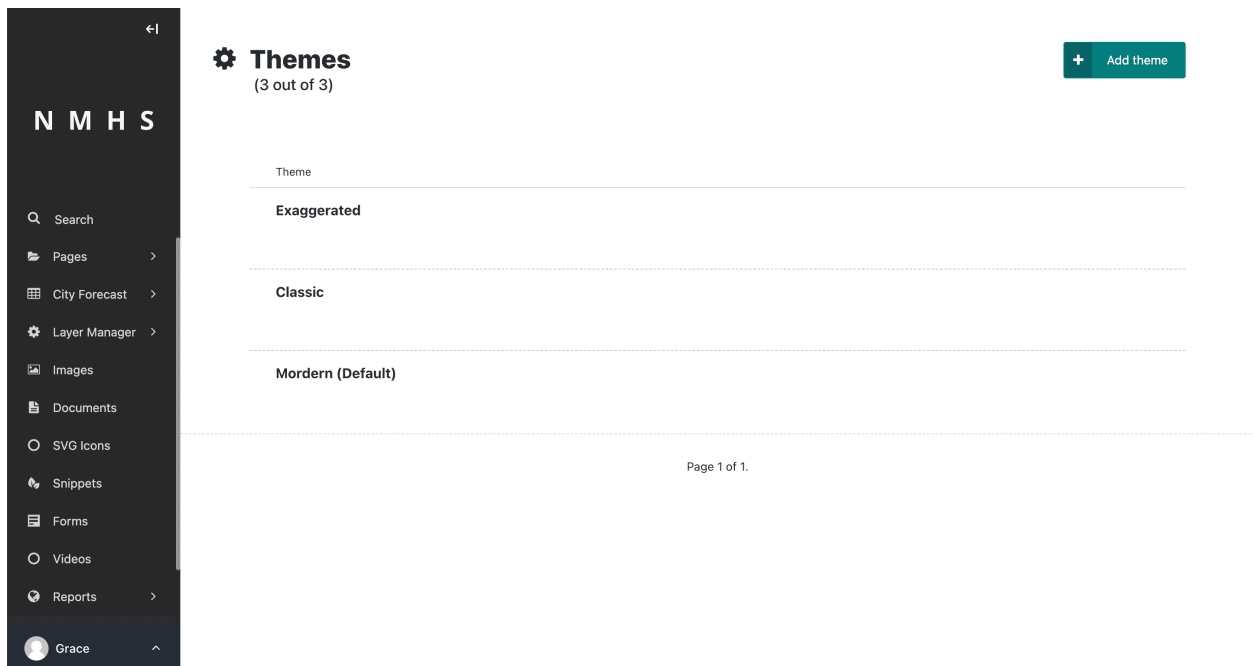 N M H S
Search
Pages
City Forecast
Layer Manager
Images
Documents
SVG Icons
Snippets
Forms
Videos
Reports
Grace
Themes
(3 out of 3)
Add theme
Theme
Exaggerated
Classic
Mordern (Default)
Page 1 of 1.